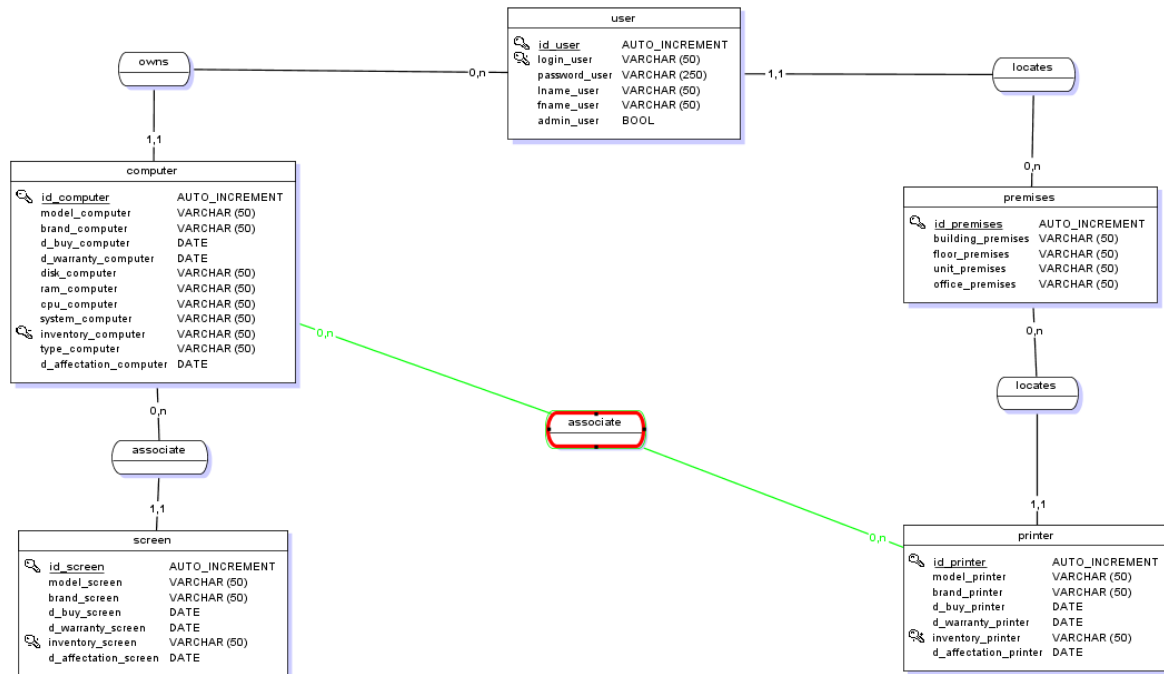 user
id_user AUTO_INCREMENT
login_user VARCHAR (50)
password_user VARCHAR (250)
lname_user VARCHAR (50)
fname_user VARCHAR (50)
admin_user BOOL
owns
0,n
1,1
locates
1,1
0,n
computer
id_computer AUTO_INCREMENT
model_computer VARCHAR (50)
brand_computer VARCHAR (50)
d_buy_computer DATE
d_warranty_computer DATE
disk_computer VARCHAR (50)
ram_computer VARCHAR (50)
cpu_computer VARCHAR (50)
system_computer VARCHAR (50)
inventory_computer VARCHAR (50)
type_computer VARCHAR (50)
d_affectation_computer DATE
premises
id_premises AUTO_INCREMENT
building_premises VARCHAR (50)
floor_premises VARCHAR (50)
unit_premises VARCHAR (50)
office_premises VARCHAR (50)
0,n
associate
0,n
0,n
locates
1,1
0,n
associate
1,1
screen
id_screen AUTO_INCREMENT
model_screen VARCHAR (50)
brand_screen VARCHAR (50)
d_buy_screen DATE
d_warranty_screen DATE
inventory_screen VARCHAR (50)
d_affectation_screen DATE
printer
id_printer AUTO_INCREMENT
model_printer VARCHAR (50)
brand_printer VARCHAR (50)
d_buy_printer DATE
d_warranty_printer DATE
inventory_printer VARCHAR (50)
d_affectation_printer DATE